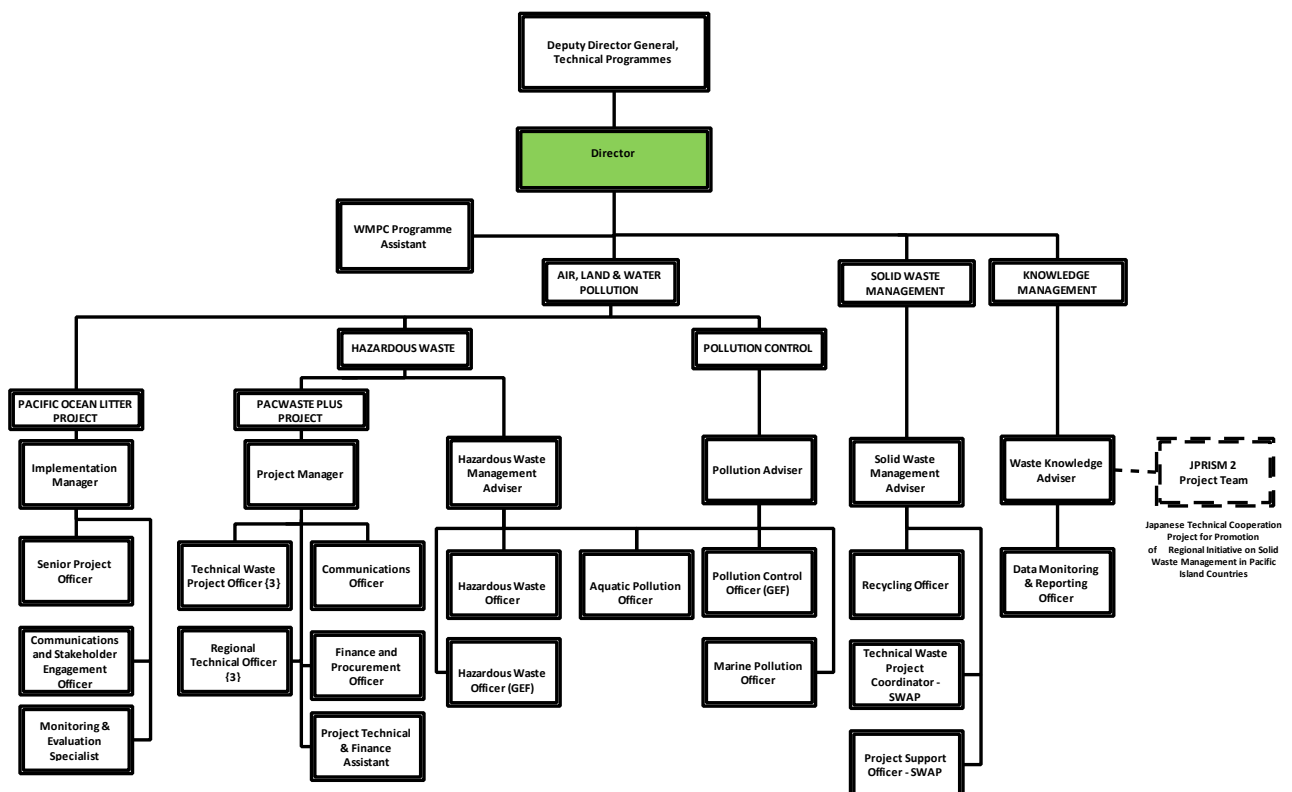 Deputy Director General,
Technical Programmes
Director
WMPC Programme
Assistant
AIR, LAND & WATER
POLLUTION
SOLID WASTE
MANAGEMENT
KNOWLEDGE
MANAGEMENT
HAZARDOUS WASTE
POLLUTION CONTROL
PACIFIC OCEAN LITTER
PROJECT
PACWASTE PLUS
PROJECT
Implementation
Manager
Project Manager
Hazardous Waste
Management
Adviser
Pollution Adviser
Solid Waste
Management
Adviser
Waste Knowledge
Adviser
JPRISM 2
Project Team
Japanese Technical Cooperation
Project for Promotion
of Regional Initiative on Solid
Waste Management in Pacific
Island Countries
Senior Project
Officer
Technical Waste
Project Officer {3}
Communications
Officer
Hazardous Waste
Officer
Aquatic Pollution
Officer
Pollution Control
Officer (GEF)
Recycling Officer
Data Monitoring
& Reporting
Officer
Communications
and Stakeholder
Engagement
Officer
Regional
Technical Officer
{3}
Finance and
Procurement
Officer
Hazardous Waste
Officer (GEF)
Marine Pollution
Officer
Technical Waste
Project
Coordinator -
SWAP
Monitoring &
Evaluation
Specialist
Project Technical
& Finance
Assistant
Project Support
Officer - SWAP